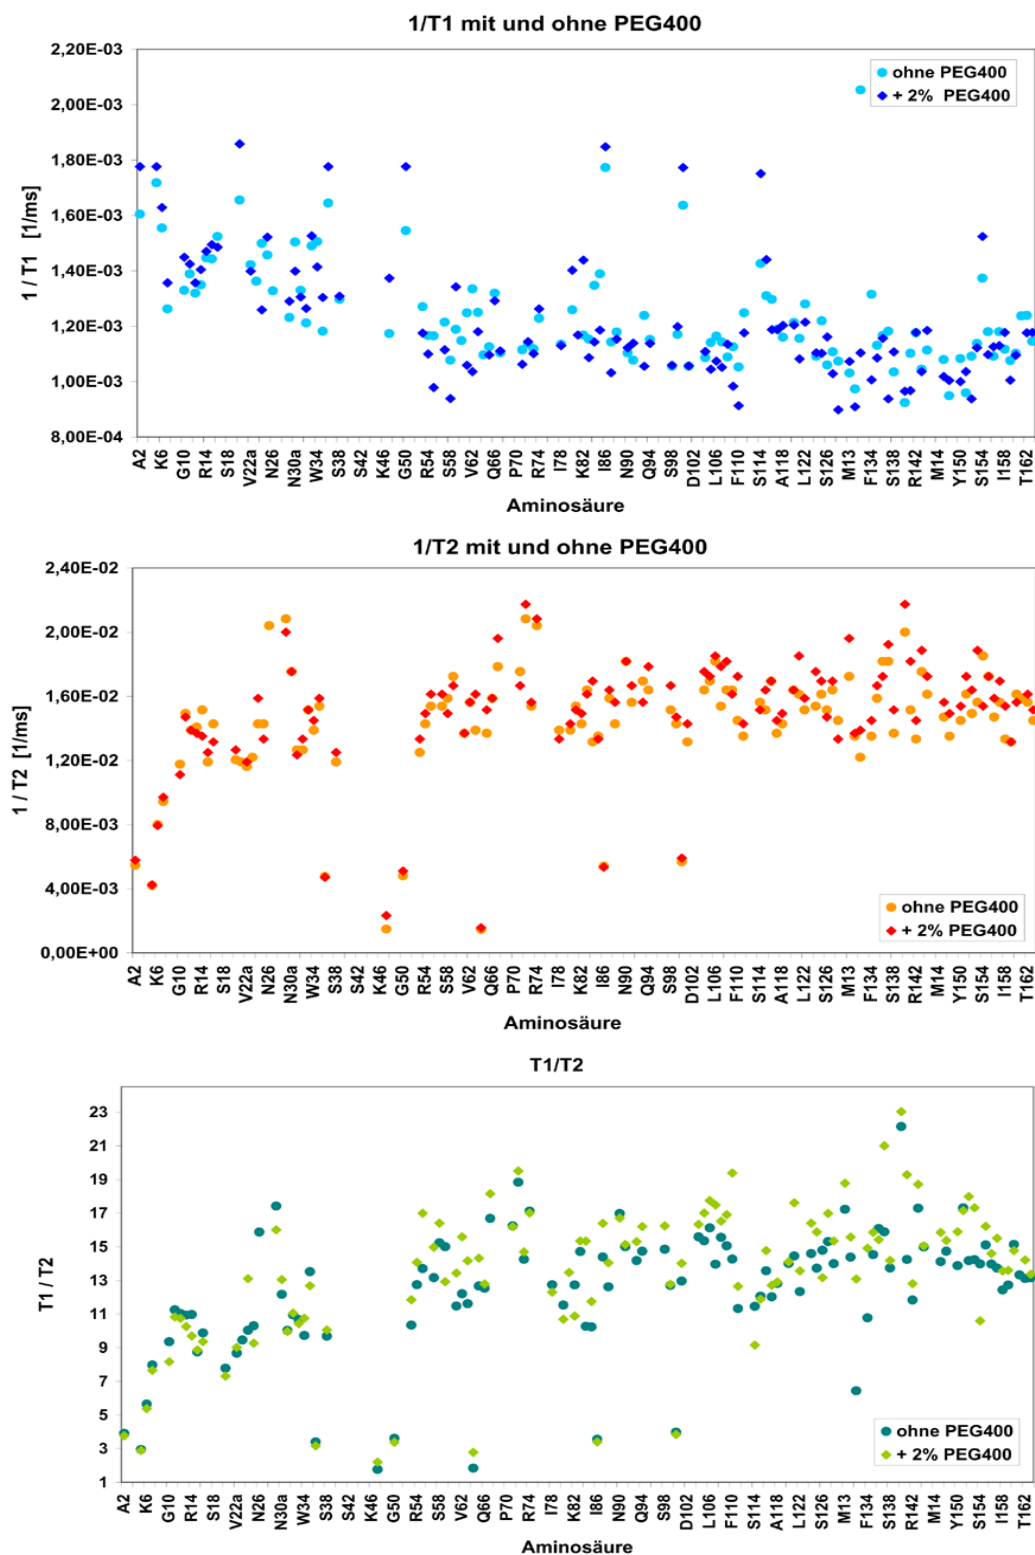 1/T1 mit und ohne PEG400
2,20E-03
2,00E-03
1,80E-03
1,60E-03
1,40E-03
1,20E-03
1,00E-03
8,00E-04
1 / T1 [1/ms]
ohne PEG400
+ 2% PEG400
A2 K6 G10 R14 S18 V22a N26 N30a W34 S38 S42 K46 G50 R54 S58 V62 Q66 P70 R74 I78 K82 I86 N90 Q94 S98 D102 L106 F110 S114 A118 L122 S126 M13 F134 S138 R142 M14 Y150 S154 I158 T162
Aminosäure
1/T2 mit und ohne PEG400
2,40E-02
2,00E-02
1,60E-02
1,20E-02
8,00E-03
4,00E-03
0,00E+00
1 / T2 [1/ms]
ohne PEG400
+ 2% PEG400
A2 K6 G10 R14 S18 V22a N26 N30a W34 S38 S42 K46 G50 R54 S58 V62 Q66 P70 R74 I78 K82 I86 N90 Q94 S98 D102 L106 F110 S114 A118 L122 S126 M13 F134 S138 R142 M14 Y150 S154 I158 T162
Aminosäure
T1/T2
23
21
19
17
15
13
11
9
7
5
3
1
T1 / T2
ohne PEG400
+ 2% PEG400
A2 K6 G10 R14 S18 V22a N26 N30a W34 S38 S42 K46 G50 R54 S58 V62 Q66 P70 R74 I78 K82 I86 N90 Q94 S98 D102 L106 F110 S114 A118 L122 S126 M13 F134 S138 R142 M14 Y150 S154 I158 T162
Aminosäure